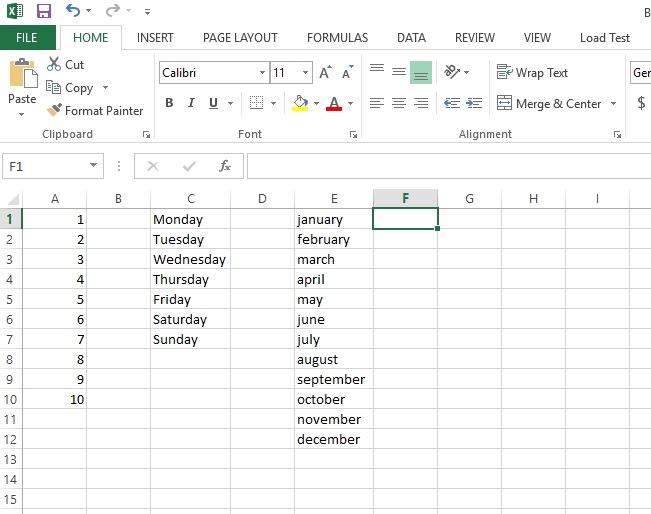 B
FILE HOME INSERT PAGE LAYOUT FORMULAS DATA REVIEW VIEW Load Test
Cut
Copy
Format Painter
Paste
Clipboard
Calibri 11 A A
B I U A
Font
Wrap Text
Merge & Center
Alignment
Ger
$
F1 fx
A B C D E F G H I
1 1 Monday january
2 2 Tuesday february
3 3 Wednesday march
4 4 Thursday april
5 5 Friday may
6 6 Saturday june
7 7 Sunday july
8 8 august
9 9 september
10 10 october
11 november
12 december
13
14
15